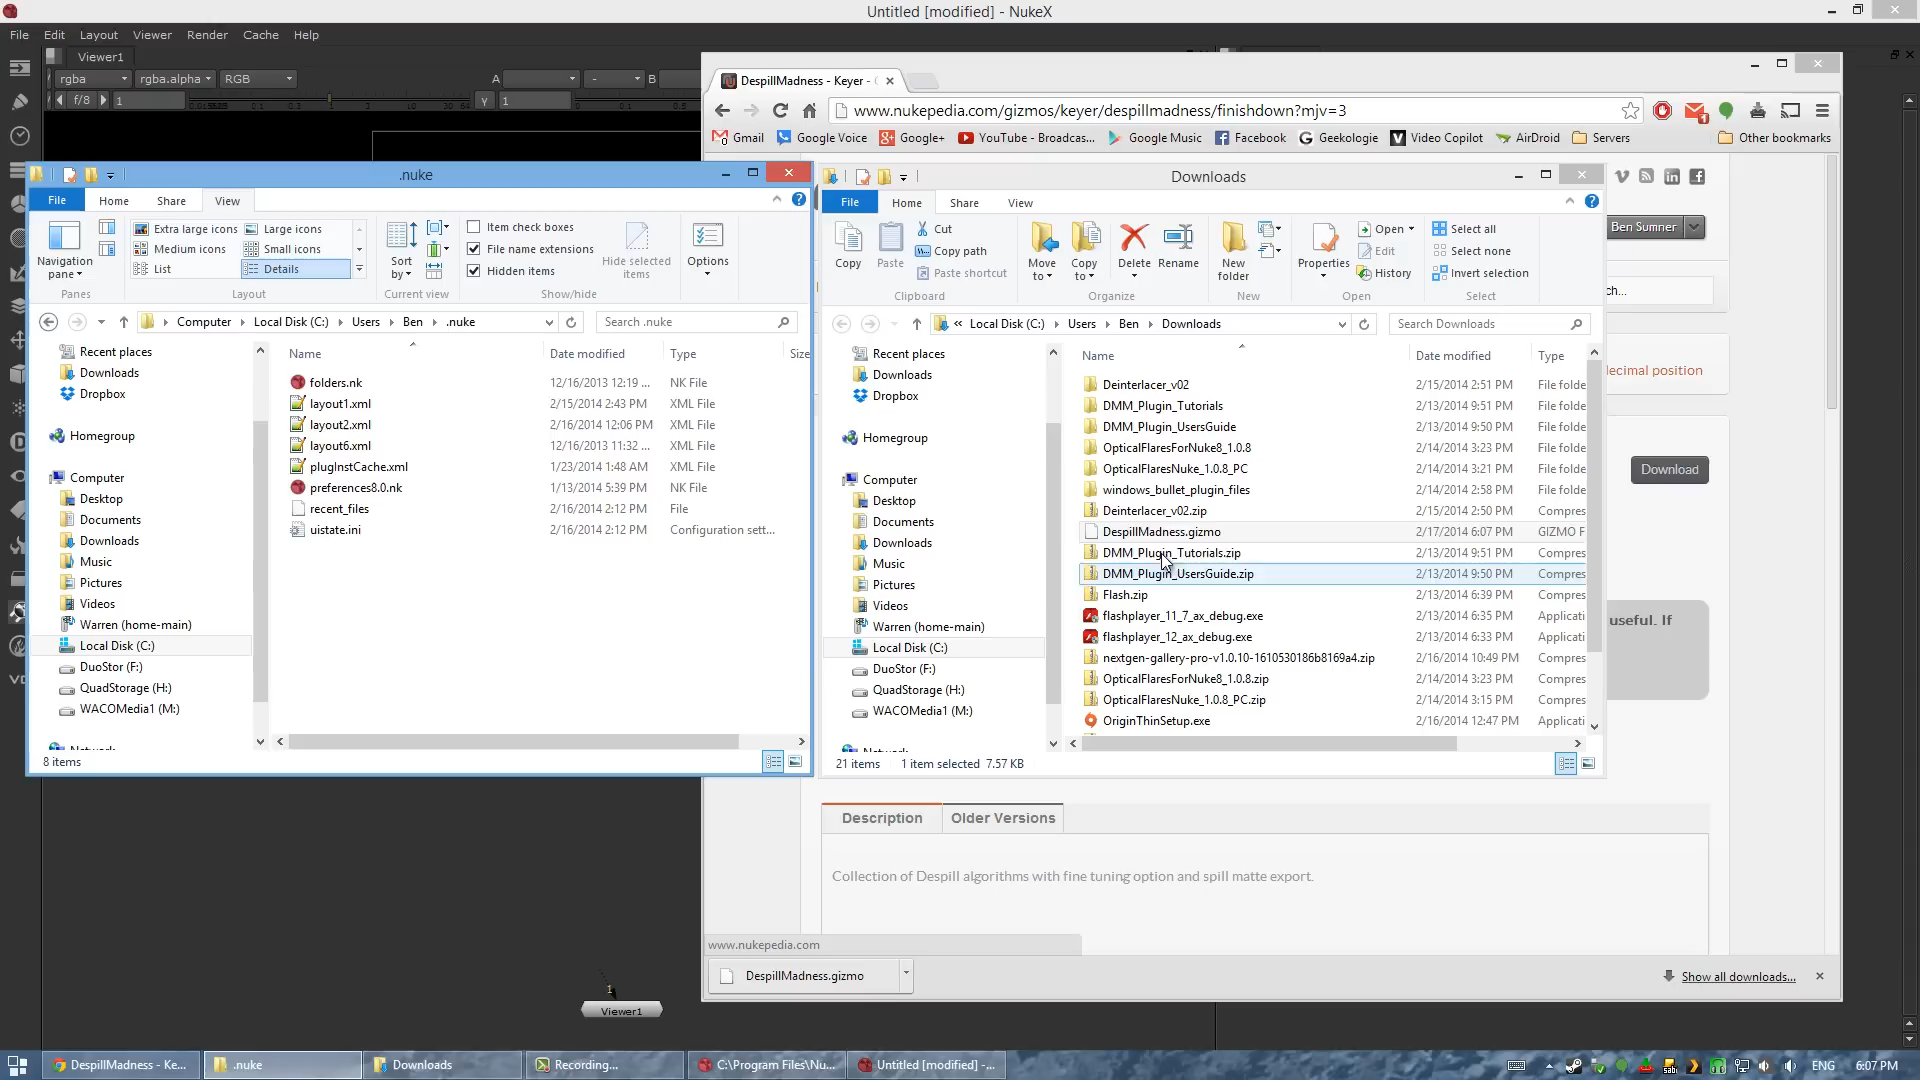 Untitled [modified] - NukeX
File Edit Layout Viewer Render Cache Help
Viewer1
rgba rgba.alpha RGB A - B
f/8 1 γ 1
DespillMadness - Keyer -
www.nukepedia.com/gizmos/keyer/despillmadness/finishdown?mjv=3
Gmail Google Voice Google+ YouTube - Broadcas... Google Music Facebook Geekologie Video Copilot AirDroid Servers Other bookmarks
.nuke
File Home Share View
Navigation pane
Extra large icons Large icons
Medium icons Small icons
List Details
Sort by
Item check boxes
File name extensions
Hidden items
Hide selected items
Options
Panes Layout Current view Show/hide
Computer Local Disk (C:) Users Ben .nuke
Search .nuke
Recent places
Downloads
Dropbox
Homegroup
Computer
Desktop
Documents
Downloads
Music
Pictures
Videos
Warren (home-main)
Local Disk (C:)
DuoStor (F:)
QuadStorage (H:)
WACOMedia1 (M:)
Name Date modified Type Size
folders.nk 12/16/2013 12:19 ... NK File
layout1.xml 2/15/2014 2:43 PM XML File
layout2.xml 2/16/2014 12:06 PM XML File
layout6.xml 12/16/2013 11:32 ... XML File
plugInstCache.xml 1/23/2014 1:48 AM XML File
preferences8.0.nk 1/13/2014 5:39 PM NK File
recent_files 2/16/2014 2:12 PM File
uistate.ini 2/16/2014 2:12 PM Configuration sett...
8 items
Downloads
File Home Share View
Copy Paste
Cut
Copy path
Paste shortcut
Move to
Copy to
Delete
Rename
New folder
Properties
Open
Edit
History
Select all
Select none
Invert selection
Clipboard Organize New Open Select
« Local Disk (C:) Users Ben Downloads
Search Downloads
Recent places
Downloads
Dropbox
Homegroup
Computer
Desktop
Documents
Downloads
Music
Pictures
Videos
Warren (home-main)
Local Disk (C:)
DuoStor (F:)
QuadStorage (H:)
WACOMedia1 (M:)
Name Date modified Type
Deinterlacer_v02 2/15/2014 2:51 PM File folde
DMM_Plugin_Tutorials 2/13/2014 9:51 PM File folde
DMM_Plugin_UsersGuide 2/13/2014 9:50 PM File folde
OpticalFlaresForNuke8_1.0.8 2/14/2014 3:23 PM File folde
OpticalFlaresNuke_1.0.8_PC 2/14/2014 3:21 PM File folde
windows_bullet_plugin_files 2/14/2014 2:58 PM File folde
Deinterlacer_v02.zip 2/15/2014 2:50 PM Compres
DespillMadness.gizmo 2/17/2014 6:07 PM GIZMO F
DMM_Plugin_Tutorials.zip 2/13/2014 9:51 PM Compres
DMM_Plugin_UsersGuide.zip 2/13/2014 9:50 PM Compres
Flash.zip 2/13/2014 6:39 PM Compres
flashplayer_11_7_ax_debug.exe 2/13/2014 6:35 PM Applicati
flashplayer_12_ax_debug.exe 2/13/2014 6:33 PM Applicati
nextgen-gallery-pro-v1.0.10-1610530186b8169a4.zip 2/16/2014 10:49 PM Compres
OpticalFlaresForNuke8_1.0.8.zip 2/14/2014 3:23 PM Compres
OpticalFlaresNuke_1.0.8_PC.zip 2/14/2014 3:15 PM Compres
OriginThinSetup.exe 2/16/2014 12:47 PM Applicati
21 items 1 item selected 7.57 KB
Ben Sumner
ch...
decimal position
Download
useful. If
Description Older Versions
Collection of Despill algorithms with fine tuning option and spill matte export.
www.nukepedia.com
DespillMadness.gizmo
Show all downloads...
1
Viewer1
DespillMadness - Ke... .nuke Downloads Recording... C:\Program Files\Nu... Untitled [modified] -...
ENG 6:07 PM